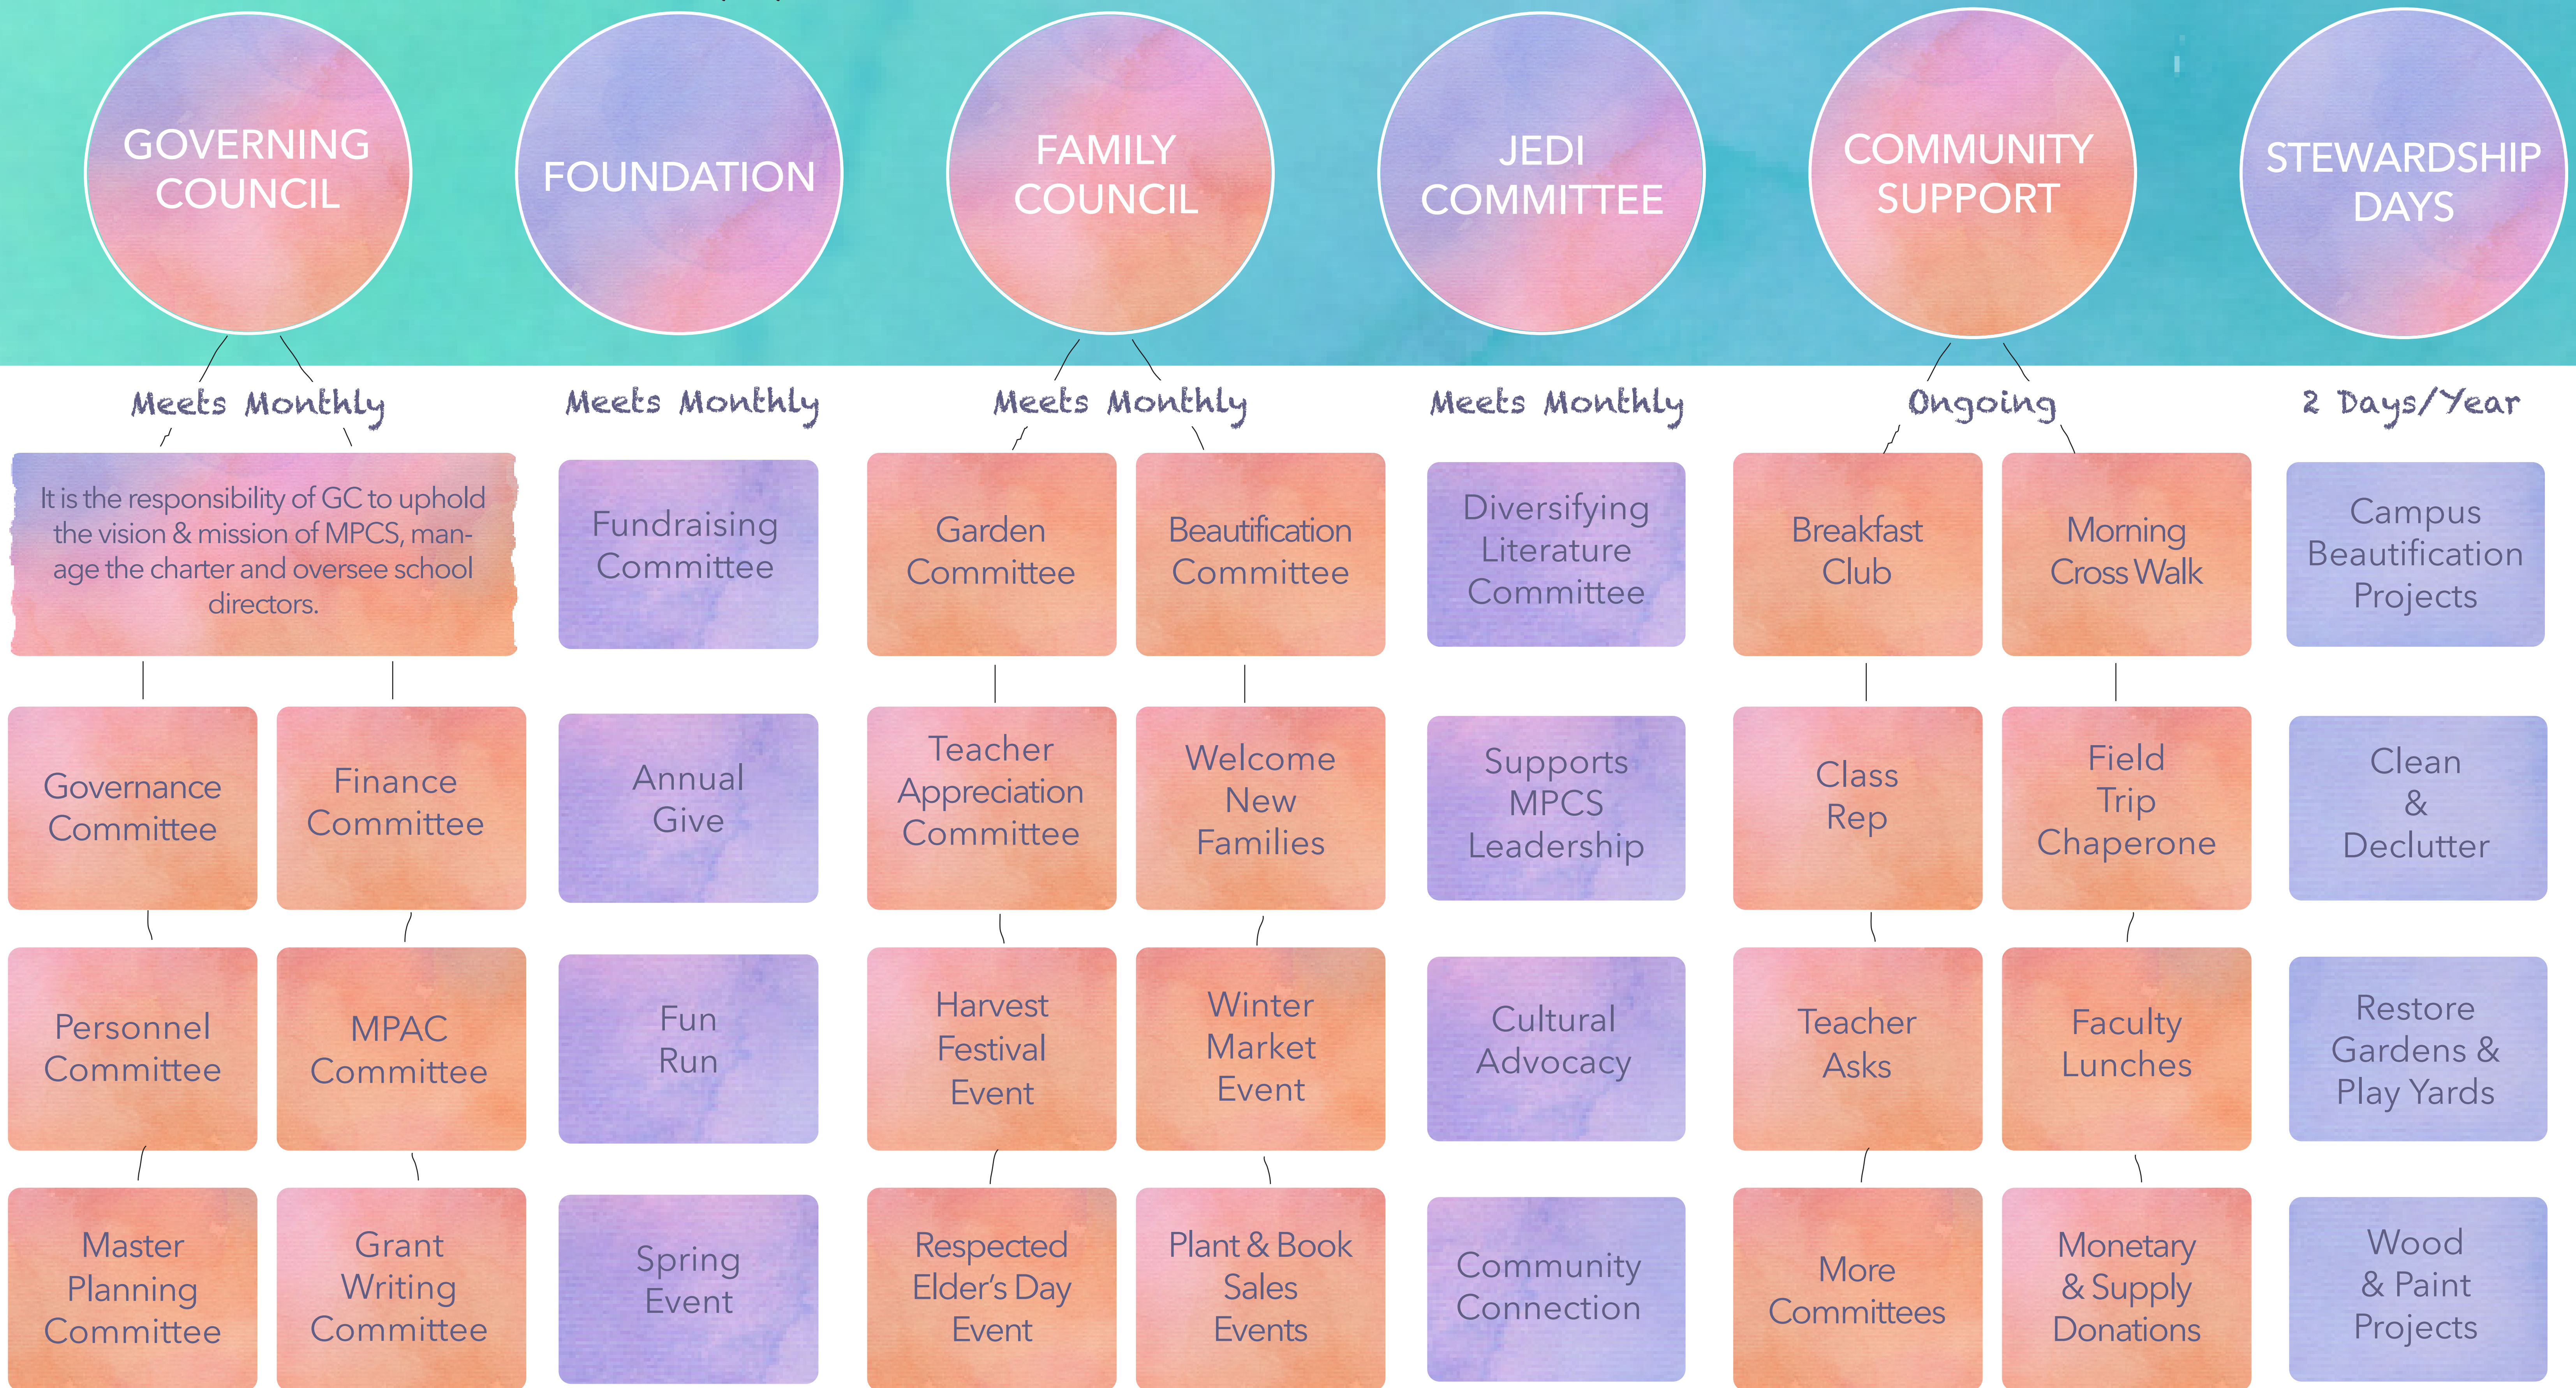 GOVERNING
COUNCIL
FOUNDATION
FAMILY
COUNCIL
JEDI
COMMITTEE
COMMUNITY
SUPPORT
STEWARDSHIP
DAYS
Meets Monthly
Meets Monthly
Meets Monthly
Meets Monthly
Ongoing
2 Days/Year
It is the responsibility of GC to uphold
the vision & mission of MPCS, man-
age the charter and oversee school
directors.
Fundraising
Committee
Garden
Committee
Beautification
Committee
Diversifying
Literature
Committee
Breakfast
Club
Morning
Cross Walk
Campus
Beautification
Projects
Governance
Committee
Finance
Committee
Annual
Give
Teacher
Appreciation
Committee
Welcome
New
Families
Supports
MPCS
Leadership
Class
Rep
Field
Trip
Chaperone
Clean
&
Declutter
Personnel
Committee
MPAC
Committee
Fun
Run
Harvest
Festival
Event
Winter
Market
Event
Cultural
Advocacy
Teacher
Asks
Faculty
Lunches
Restore
Gardens &
Play Yards
Master
Planning
Committee
Grant
Writing
Committee
Spring
Event
Respected
Elder's Day
Event
Plant & Book
Sales
Events
Community
Connection
More
Committees
Monetary
& Supply
Donations
Wood
& Paint
Projects